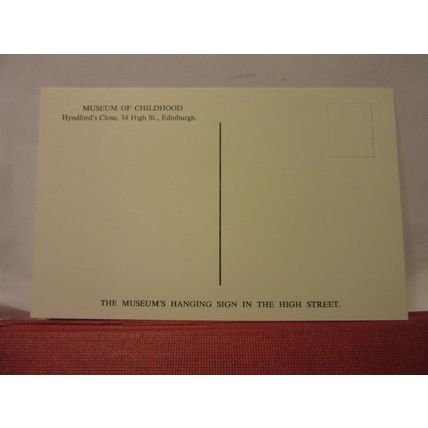 MUSEUM OF CHILDHOOD
Hyndford's Close, 34 High St., Edinburgh.
THE MUSEUM'S HANGING SIGN IN THE HIGH STREET.